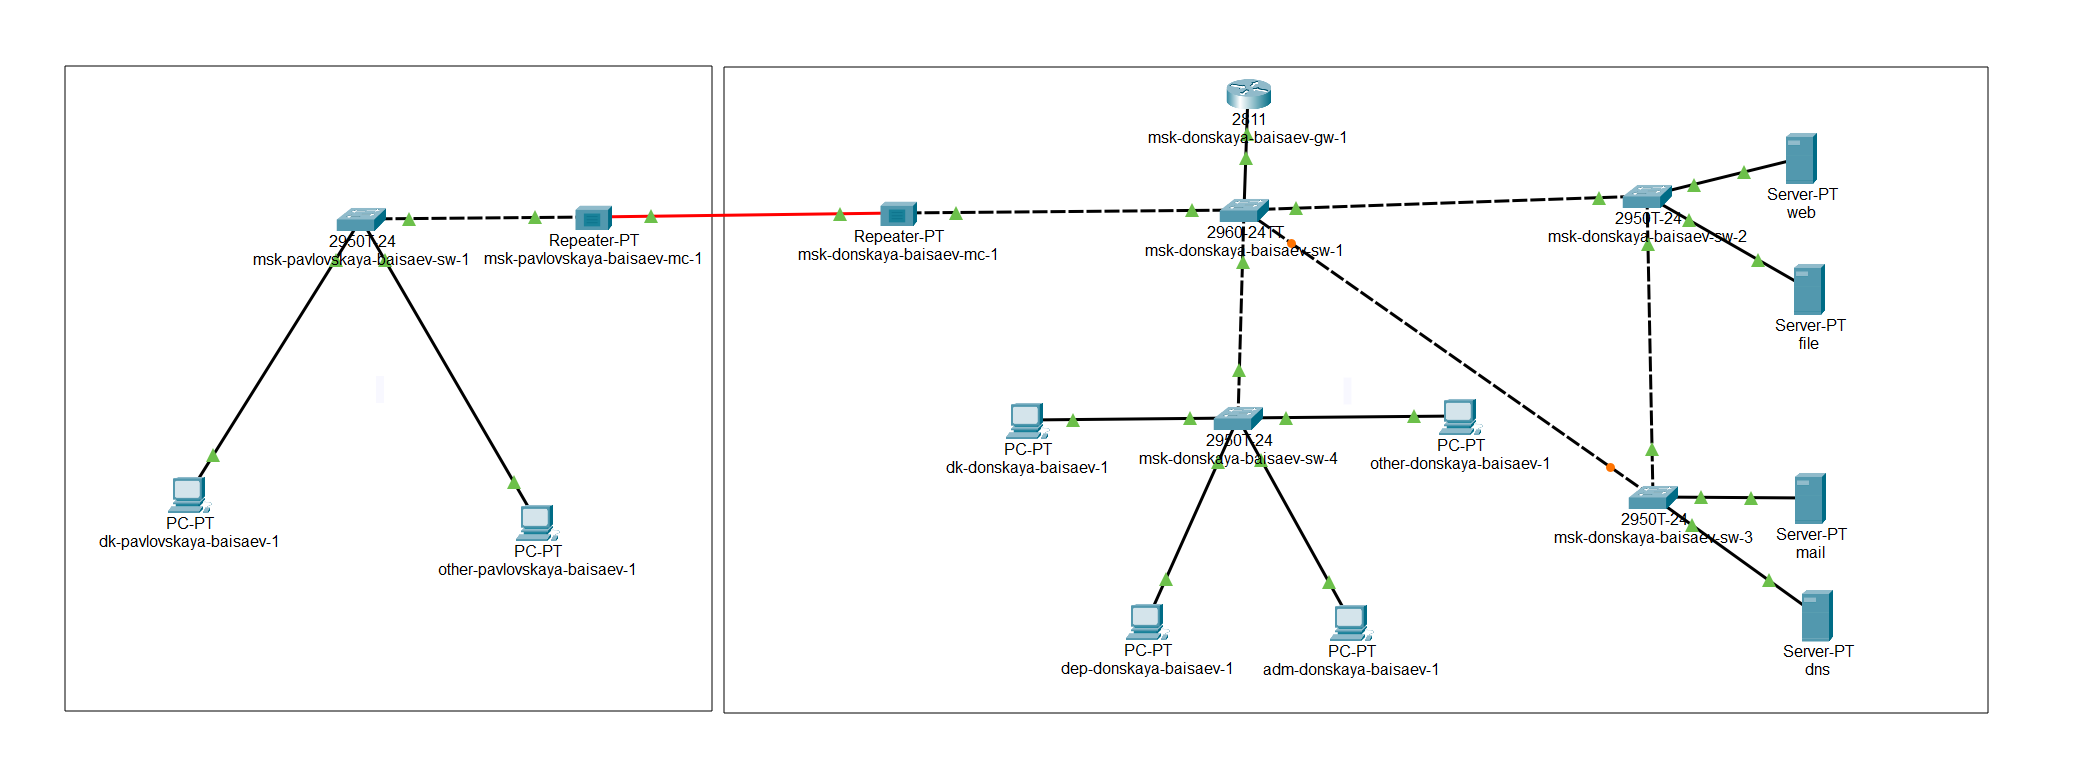 2811
msk-donskaya-baisaev-gw-1
2950T-24
msk-pavlovskaya-baisaev-sw-1
Repeater-PT
msk-pavlovskaya-baisaev-mc-1
Repeater-PT
msk-donskaya-baisaev-mc-1
2960-24TT
msk-donskaya-baisaev-sw-1
2950T-24
msk-donskaya-baisaev-sw-2
Server-PT
web
Server-PT
file
PC-PT
dk-donskaya-baisaev-1
2950T-24
msk-donskaya-baisaev-sw-4
PC-PT
other-donskaya-baisaev-1
PC-PT
dk-pavlovskaya-baisaev-1
PC-PT
other-pavlovskaya-baisaev-1
2950T-24
msk-donskaya-baisaev-sw-3
Server-PT
mail
PC-PT
dep-donskaya-baisaev-1
PC-PT
adm-donskaya-baisaev-1
Server-PT
dns